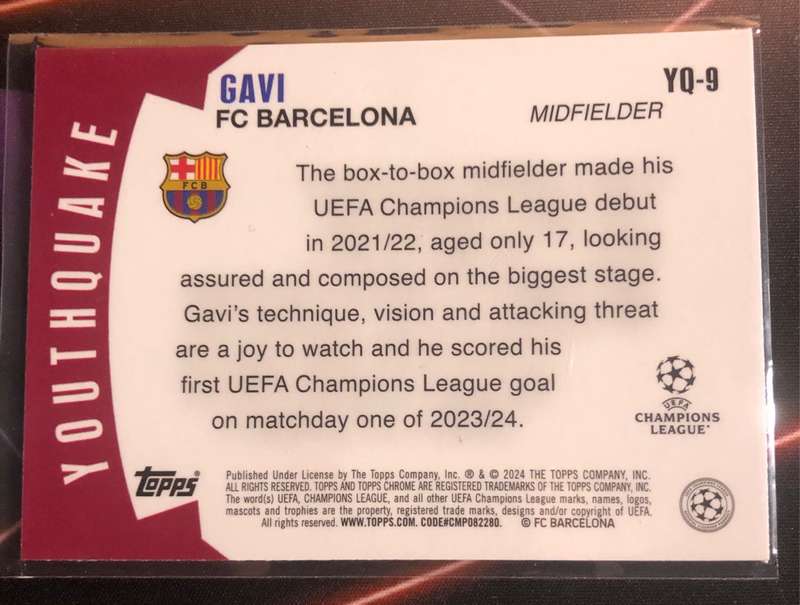 YOUTHQUAKE
GAVI
FC BARCELONA
YQ-9
MIDFIELDER
FCB
The box-to-box midfielder made his
UEFA Champions League debut
in 2021/22, aged only 17, looking
assured and composed on the biggest stage.
Gavi's technique, vision and attacking threat
are a joy to watch and he scored his
first UEFA Champions League goal
on matchday one of 2023/24.
UEFA
CHAMPIONS
LEAGUE
Topps®
Published Under License by The Topps Company, Inc. ® & © 2024 THE TOPPS COMPANY, INC.
ALL RIGHTS RESERVED. TOPPS AND TOPPS CHROME ARE REGISTERED TRADEMARKS OF THE TOPPS COMPANY, INC.
The word(s) UEFA, CHAMPIONS LEAGUE, and all other UEFA Champions League marks, names, logos,
mascots and trophies are the property, registered trade marks, designs and/or copyright of UEFA.
All rights reserved. WWW.TOPPS.COM. CODE#CMP082280. © FC BARCELONA